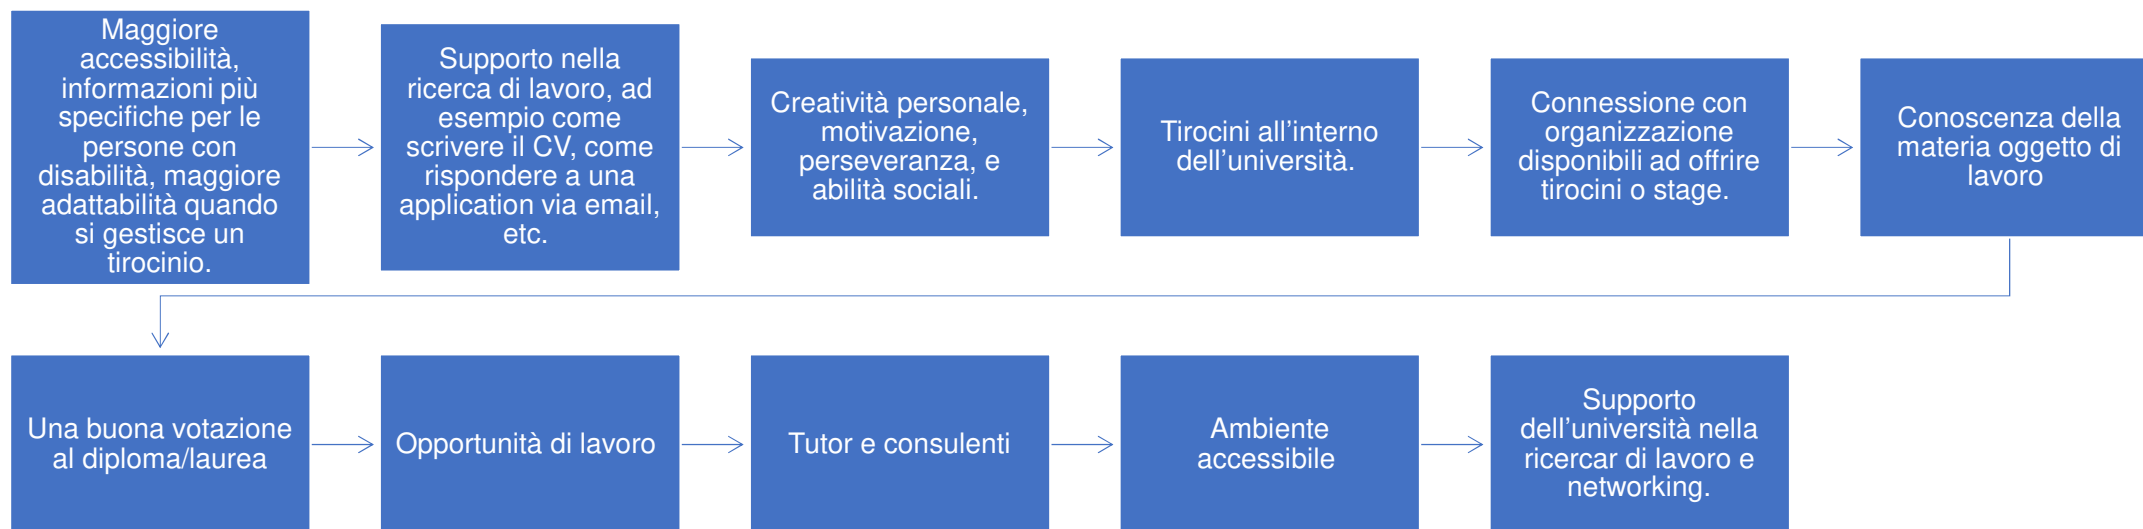 Maggiore
accessibilità,
informazioni più
specifiche per le
persone con
disabilità, maggiore
adattabilità quando
si gestisce un
tirocinio.
Supporto nella
ricerca di lavoro, ad
esempio come
scrivere il CV, come
rispondere a una
application via email,
etc.
Creatività personale,
motivazione,
perseveranza, e
abilità sociali.
Tirocini all’interno
dell’università.
Connessione con
organizzazione
disponibili ad offrire
tirocini o stage.
Conoscenza della
materia oggetto di
lavoro
Una buona votazione
al diploma/laurea
Opportunità di lavoro
Tutor e consulenti
Ambiente
accessibile
Supporto
dell’università nella
ricercar di lavoro e
networking.